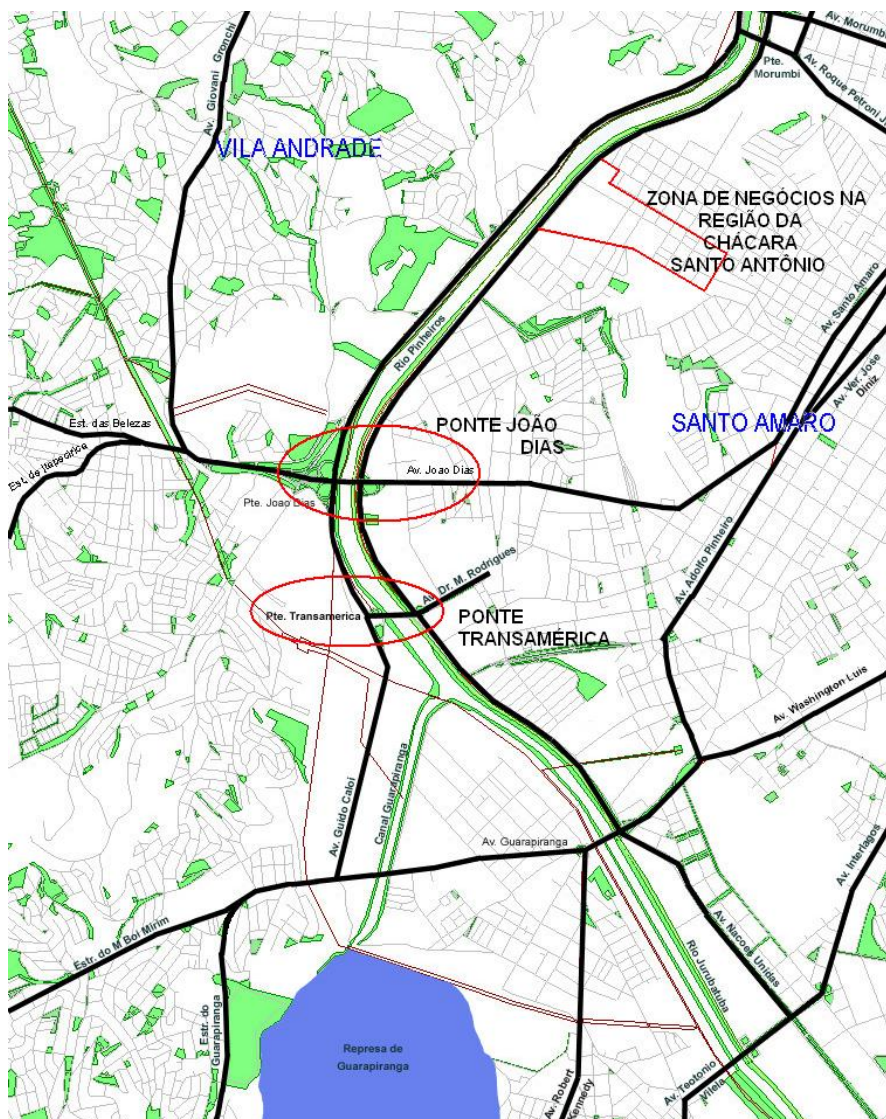 Av. Morumbi
Av. Giovani Gronchi
Pte.
Morumbi
Av. Roque Petroni J
VILA ANDRADE
ZONA DE NEGÓCIOS NA
REGIÃO DA
CHÁCARA
SANTO ANTÔNIO
Av. Santo Amaro
Rio Pinheiros
Av. Ver. Jose
Diniz
Est. das Belezas
PONTE JOÃO
DIAS
SANTO AMARO
Est. de Itapecirica
Av. Joao Dias
Pte. Joao Dias
Av. Adolfo Pinheiro
Av. Dr. M. Rodrigues
Pte. Transamerica
PONTE
TRANSAMÉRICA
Av. Washington Luis
Av. Guido Caloi
Canal Guarapiranga
Av. Guarapiranga
Av. Interlagos
Estr. do M Boi Mirim
Av. Nacoes Unidas
Rio Jurubatuba
Estr. do
Guarapiranga
Represa de
Guarapiranga
Av. Robert
Kennedy
Av. Teotonio
Vilela